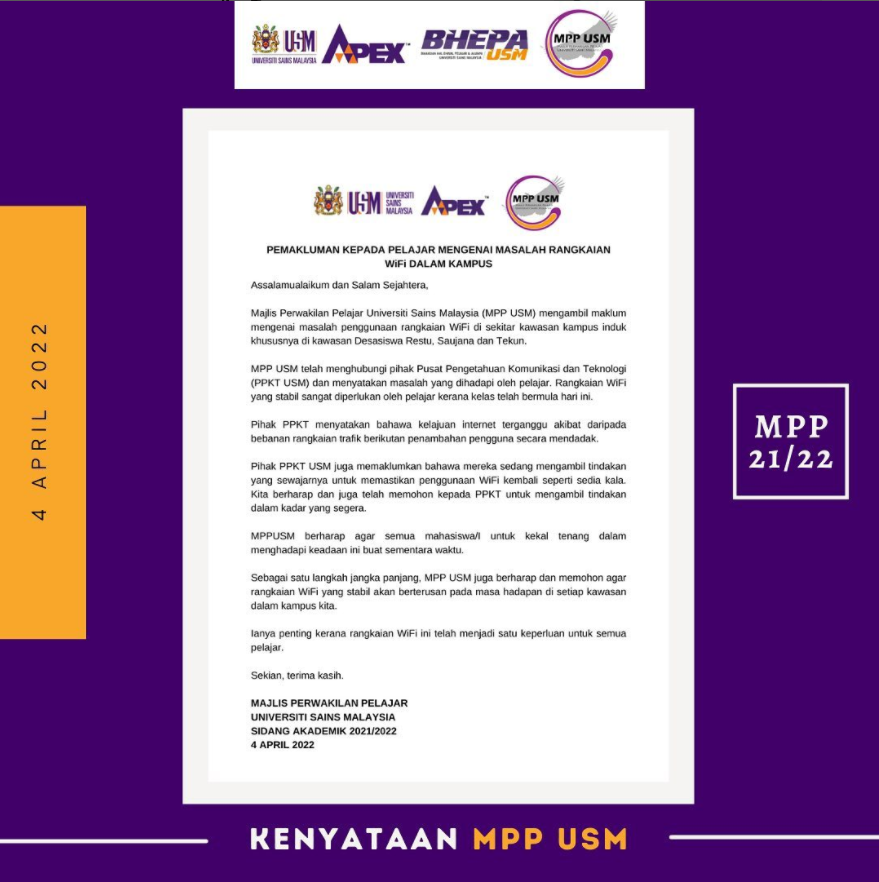 USM
UNIVERSITI SAINS MALAYSIA
APEX™
BHEPA
USM
MPP USM
4 APRIL 2022
USM UNIVERSITI SAINS MALAYSIA
APEX™
MPP USM
PEMAKLUMAN KEPADA PELAJAR MENGENAI MASALAH RANGKAIAN
WiFi DALAM KAMPUS
Assalamualaikum dan Salam Sejahtera,
Majlis Perwakilan Pelajar Universiti Sains Malaysia (MPP USM) mengambil maklum
mengenai masalah penggunaan rangkaian WiFi di sekitar kawasan kampus induk
khususnya di kawasan Desasiswa Restu, Saujana dan Tekun.
MPP USM telah menghubungi pihak Pusat Pengetahuan Komunikasi dan Teknologi
(PPKT USM) dan menyatakan masalah yang dihadapi oleh pelajar. Rangkaian WiFi
yang stabil sangat diperlukan oleh pelajar kerana kelas telah bermula hari ini.
Pihak PPKT menyatakan bahawa kelajuan internet terganggu akibat daripada
bebanan rangkaian trafik berikutan penambahan pengguna secara mendadak.
Pihak PPKT USM juga memaklumkan bahawa mereka sedang mengambil tindakan
yang sewajarnya untuk memastikan penggunaan WiFi kembali seperti sedia kala.
Kita berharap dan juga telah memohon kepada PPKT untuk mengambil tindakan
dalam kadar yang segera.
MPPUSM berharap agar semua mahasiswa/I untuk kekal tenang dalam
menghadapi keadaan ini buat sementara waktu.
Sebagai satu langkah jangka panjang, MPP USM juga berharap dan memohon agar
rangkaian WiFi yang stabil akan berterusan pada masa hadapan di setiap kawasan
dalam kampus kita.
Ianya penting kerana rangkaian WiFi ini telah menjadi satu keperluan untuk semua
pelajar.
Sekian, terima kasih.
MAJLIS PERWAKILAN PELAJAR
UNIVERSITI SAINS MALAYSIA
SIDANG AKADEMIK 2021/2022
4 APRIL 2022
MPP
21/22
KENYATAAN MPP USM